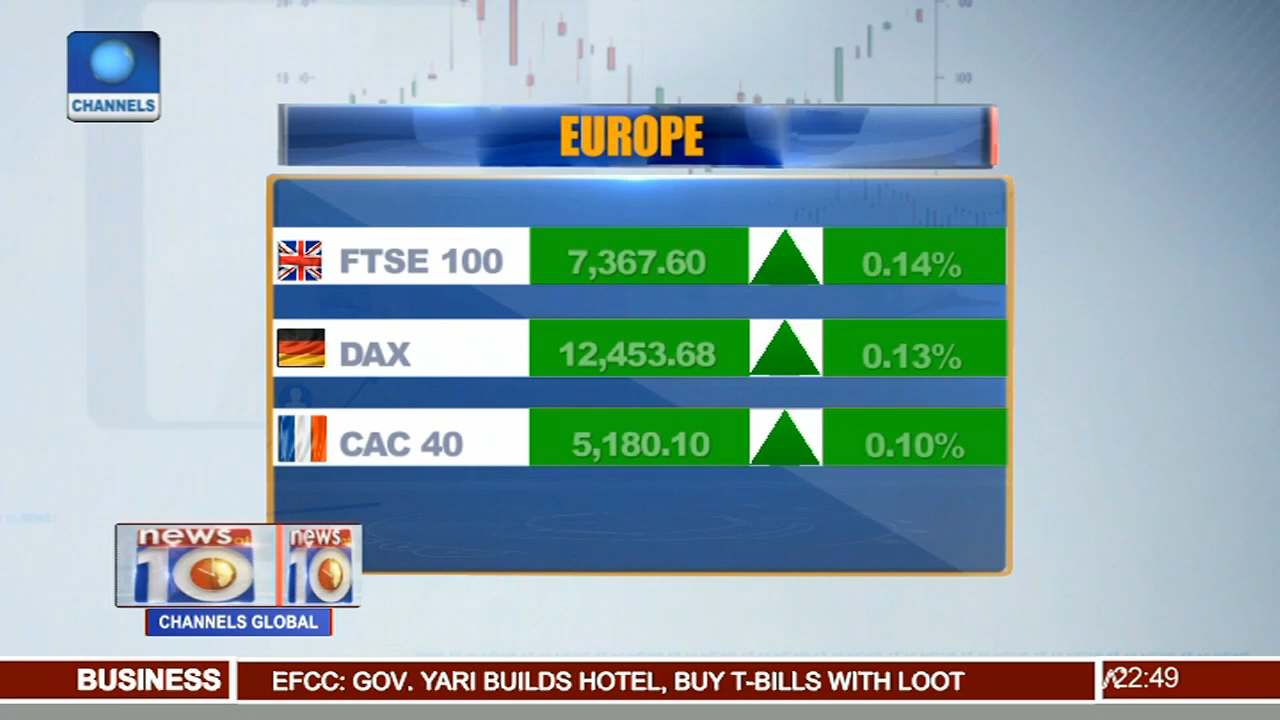 CHANNELS
EUROPE
FTSE 100 7,367.60 0.14%
DAX 12,453.68 0.13%
CAC 40 5,180.10 0.10%
news at
10
news
10
CHANNELS GLOBAL
BUSINESS EFCC: GOV. YARI BUILDS HOTEL, BUY T-BILLS WITH LOOT 22:49